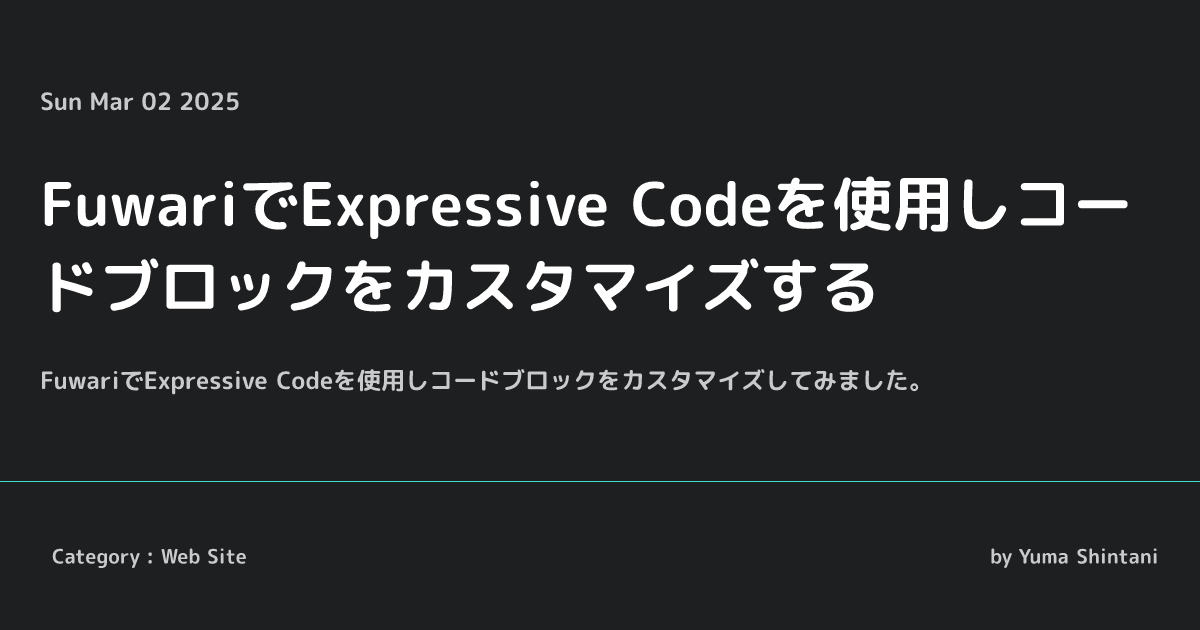 Sun Mar 02 2025
FuwariでExpressive Codeを使用しコー
ドブロックをカスタマイズする
FuwariでExpressive Codeを使用しコードブロックをカスタマイズしてみました。
Category : Web Site
by Yuma Shintani